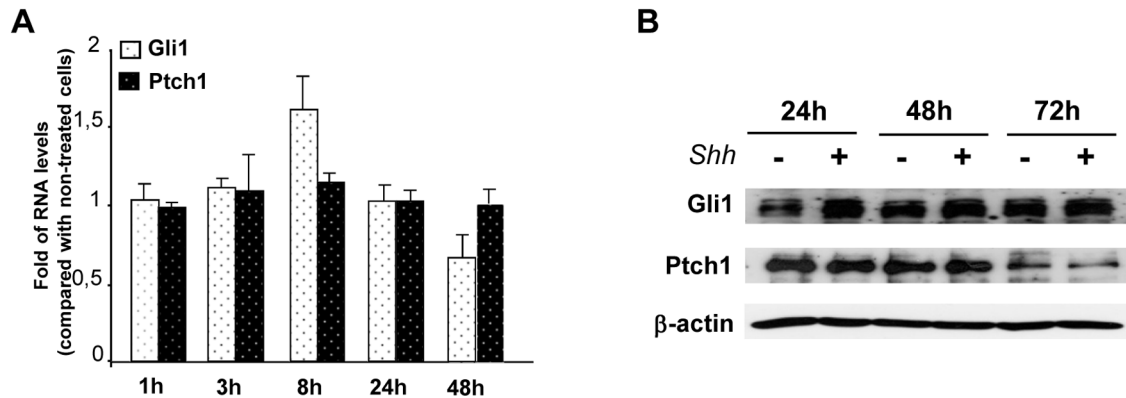 A
Fold of RNA levels
(compared with non-treated cells)
2
1,5
1
0,5
0
Gli1
Ptch1
1h 3h 8h 24h 48h
B
24h 48h 72h
Shh - + - + - +
Gli1
Ptch1
β-actin